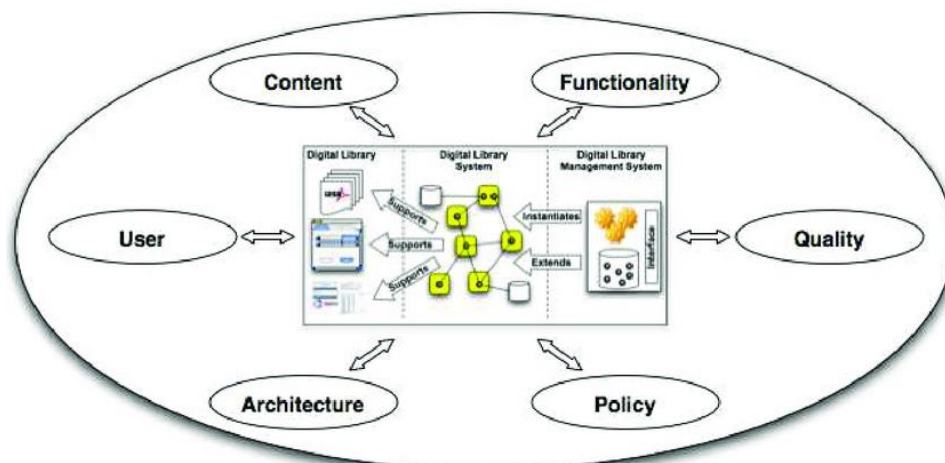 Content
Functionality
Digital Library
Digital Library
System
Digital Library
Management System
Supports
Instantiates
User
Supports
Interface
Quality
Extends
Supports
Architecture
Policy